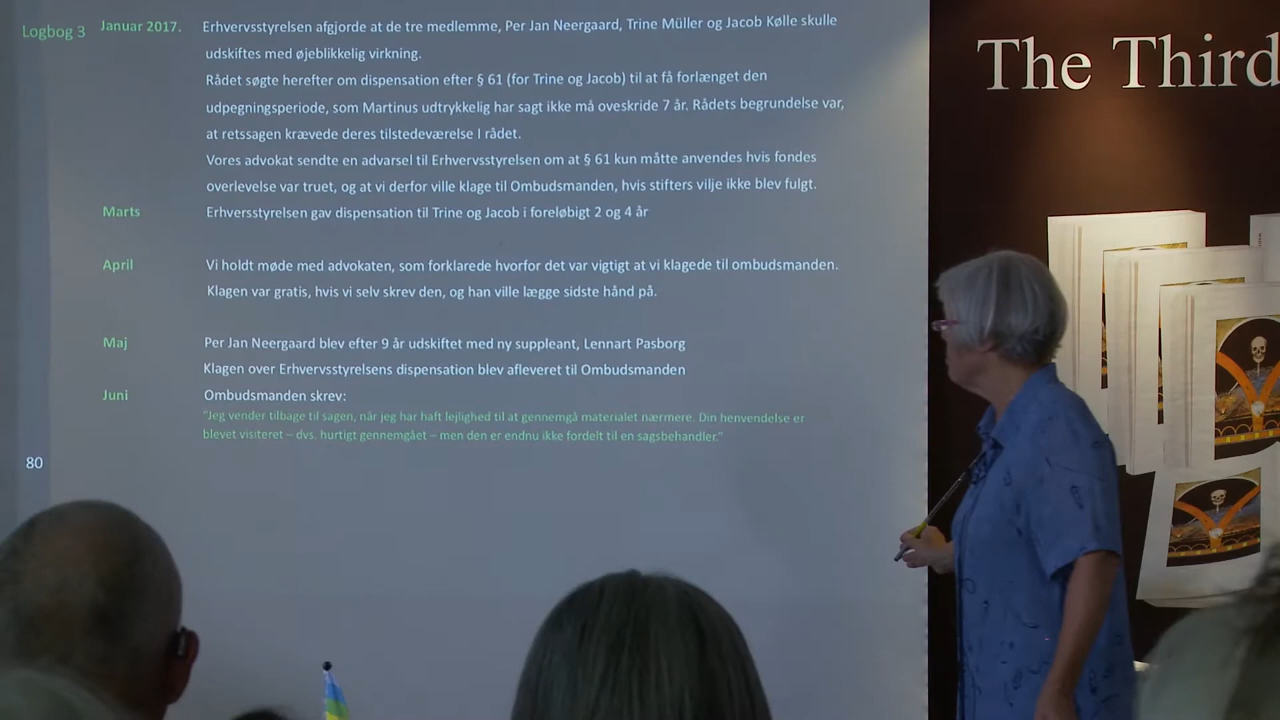 Logbog 3
Januar 2017.
Erhvervsstyrelsen afgjorde at de tre medlemme, Per Jan Neergaard, Trine Müller og Jacob Kølle skulle
udskiftes med øjeblikkelig virkning.
Rådet søgte herefter om dispensation efter § 61 (for Trine og Jacob) til at få forlænget den
udpegningsperiode, som Martinus udtrykkelig har sagt ikke må oveskride 7 år. Rådets begrundelse var,
at retssagen krævede deres tilstedeværelse I rådet.
Vores advokat sendte en advarsel til Erhvervsstyrelsen om at § 61 kun måtte anvendes hvis fondes
overlevelse var truet, og at vi derfor ville klage til Ombudsmanden, hvis stifters vilje ikke blev fulgt.
Marts
Erhversstyrelsen gav dispensation til Trine og Jacob i foreløbigt 2 og 4 år
April
Vi holdt møde med advokaten, som forklarede hvorfor det var vigtigt at vi klagede til ombudsmanden.
Klagen var gratis, hvis vi selv skrev den, og han ville lægge sidste hånd på.
Maj
Per Jan Neergaard blev efter 9 år udskiftet med ny suppleant, Lennart Pasborg
Klagen over Erhvervsstyrelsens dispensation blev afleveret til Ombudsmanden
Juni
Ombudsmanden skrev:
"Jeg vender tilbage til sagen, når jeg har haft lejlighed til at gennemgå materialet nærmere. Din henvendelse er
blevet visiteret – dvs. hurtigt gennemgået – men den er endnu ikke fordelt til en sagsbehandler."
80
The Third